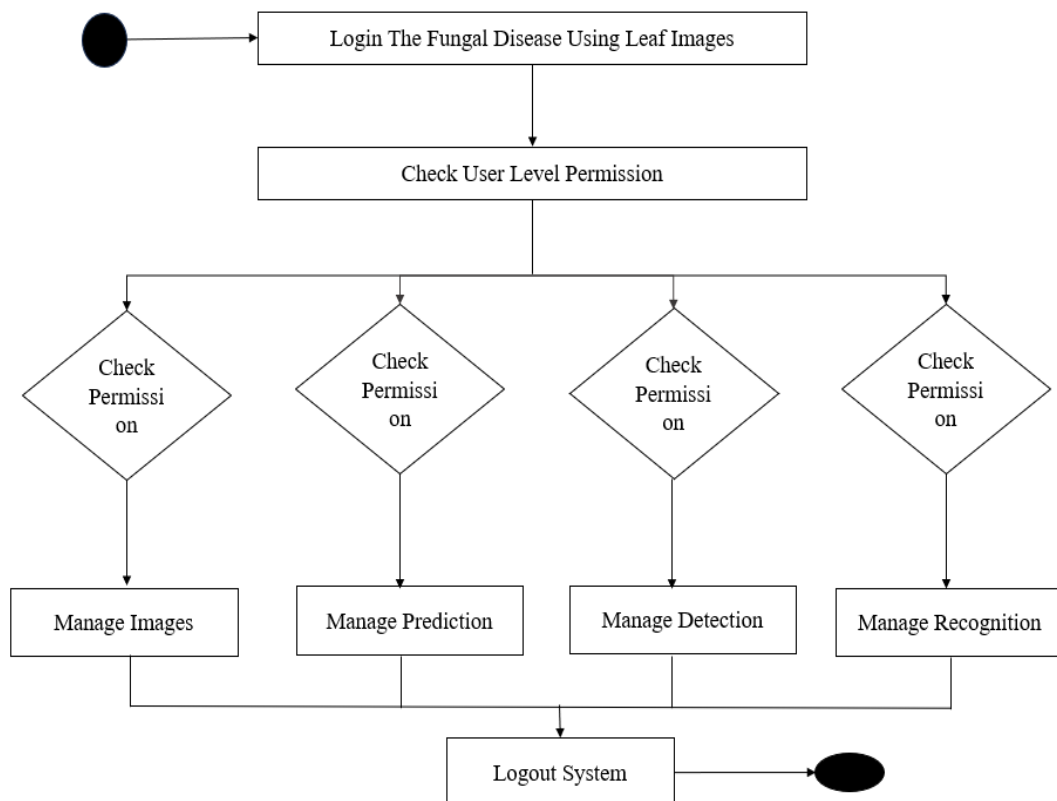 Login The Fungal Disease Using Leaf Images
Check User Level Permission
Check
Permissi
on
Check
Permissi
on
Check
Permissi
on
Check
Permissi
on
Manage Images
Manage Prediction
Manage Detection
Manage Recognition
Logout System